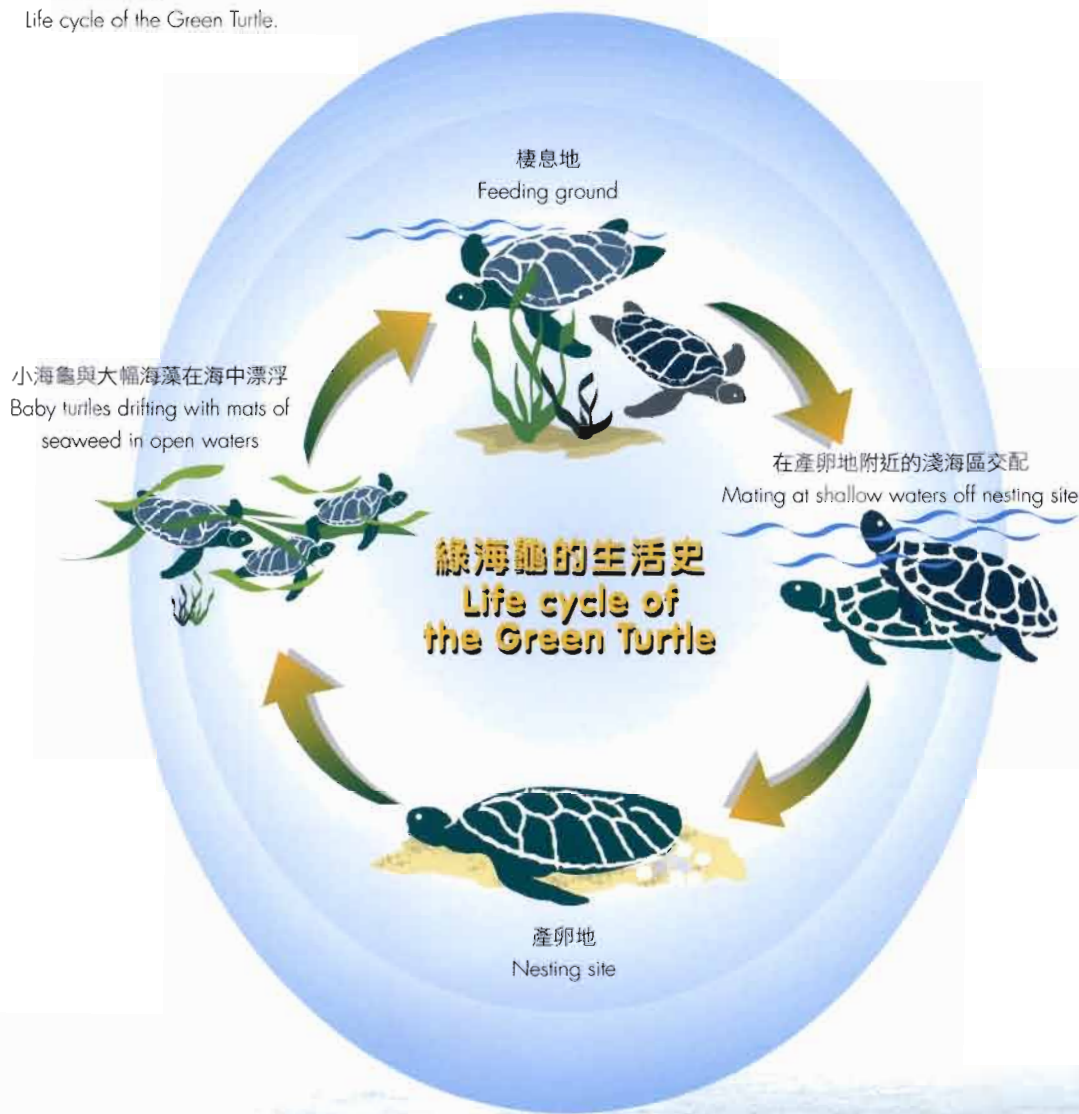 Life cycle of the Green Turtle.
棲息地
Feeding ground
小海龜與大幅海藻在海中漂浮
Baby turtles drifting with mats of
seaweed in open waters
在產卵地附近的淺海區交配
Mating at shallow waters off nesting site
綠海龜的生活史
Life cycle of
the Green Turtle
產卵地
Nesting site